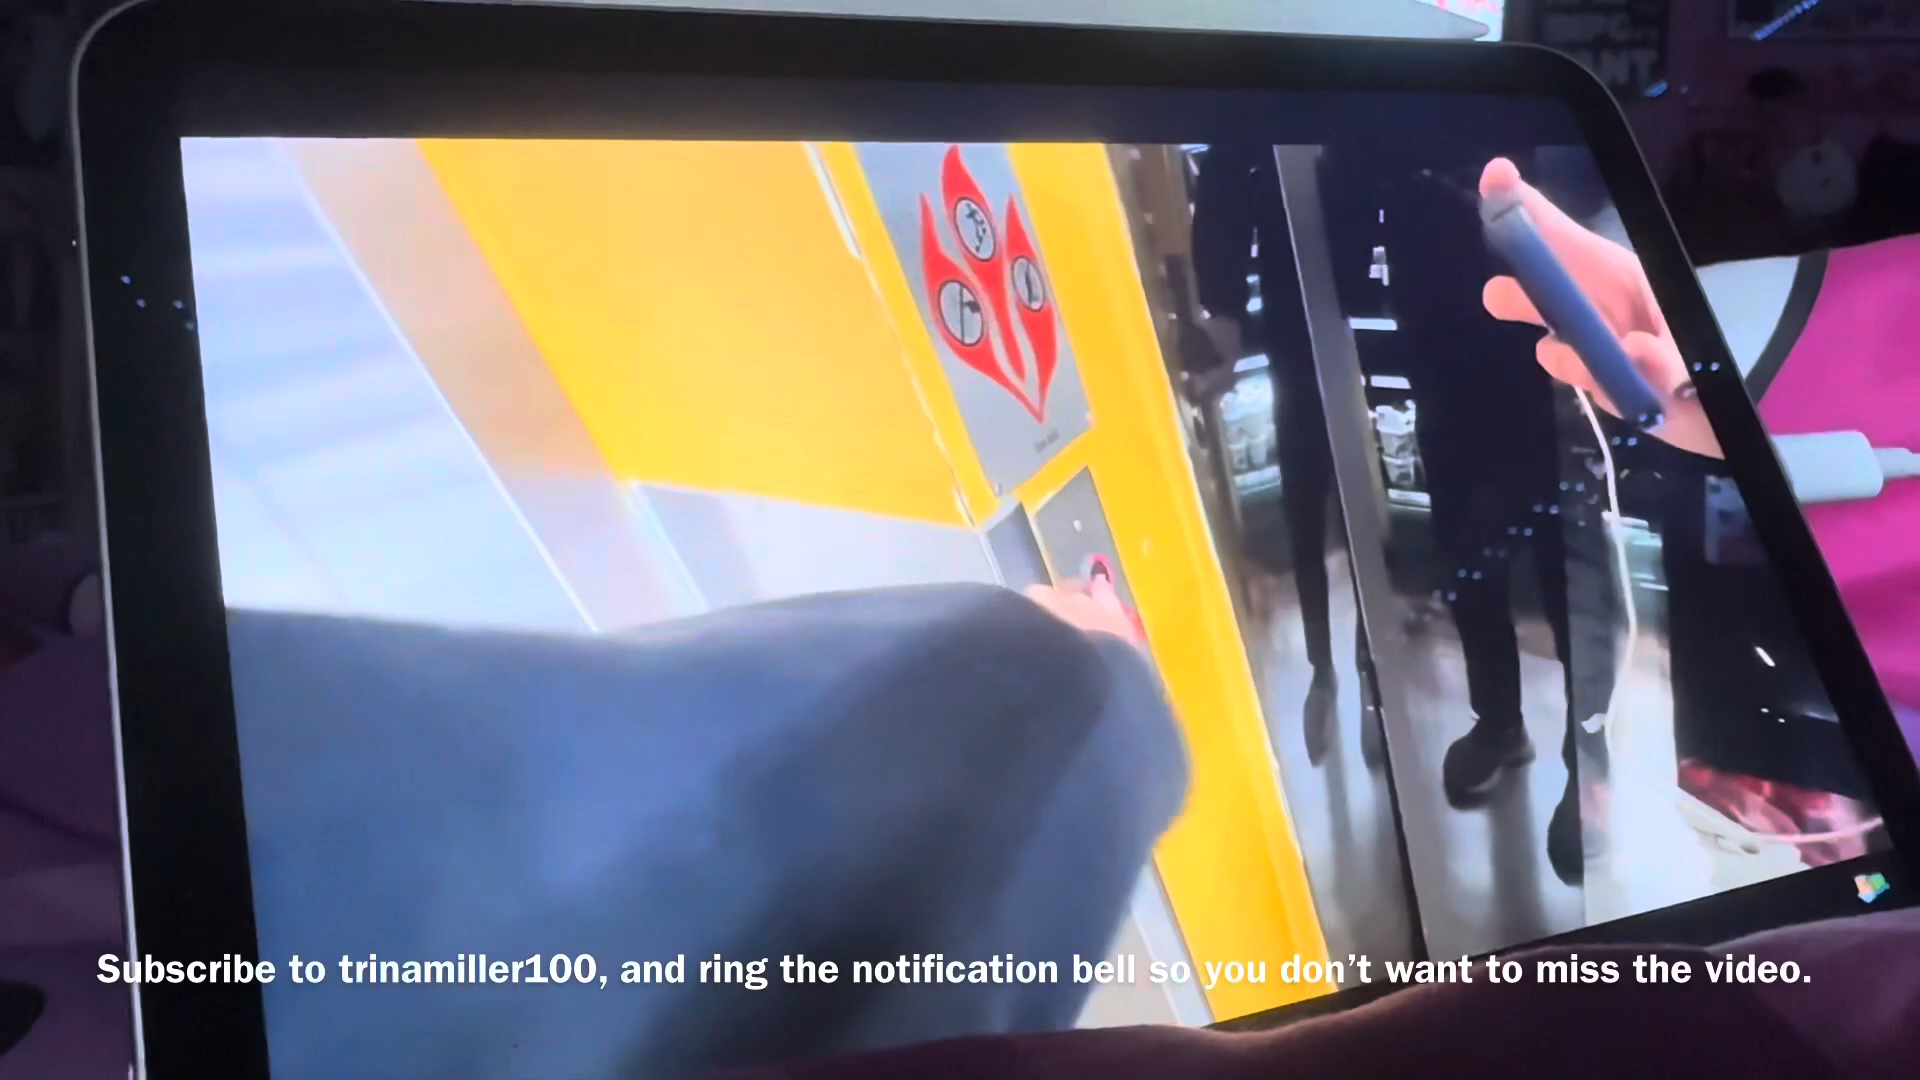 Subscribe to trinamiller100, and ring the notification bell so you don't want to miss the video.